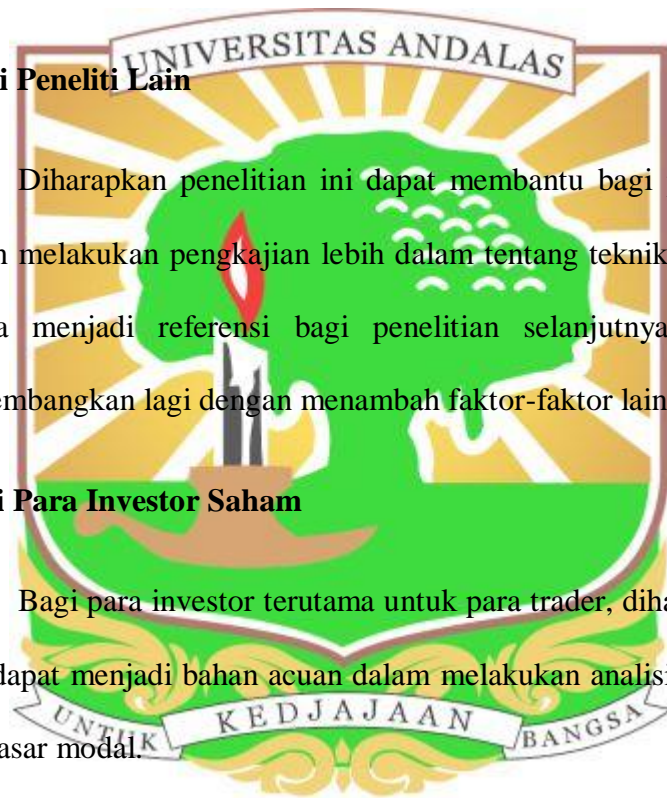 UNIVERSITAS ANDALAS
i Peneliti Lain
Diharapkan penelitian ini dapat membantu bagi
melakukan pengkajian lebih dalam tentang teknik
a menjadi referensi bagi penelitian selanjutnya
embangkan lagi dengan menambah faktor-faktor lain
i Para Investor Saham
Bagi para investor terutama untuk para trader, diha
dapat menjadi bahan acuan dalam melakukan analisi
asar modal.
UNTUK KEDJAJAAN BANGSA